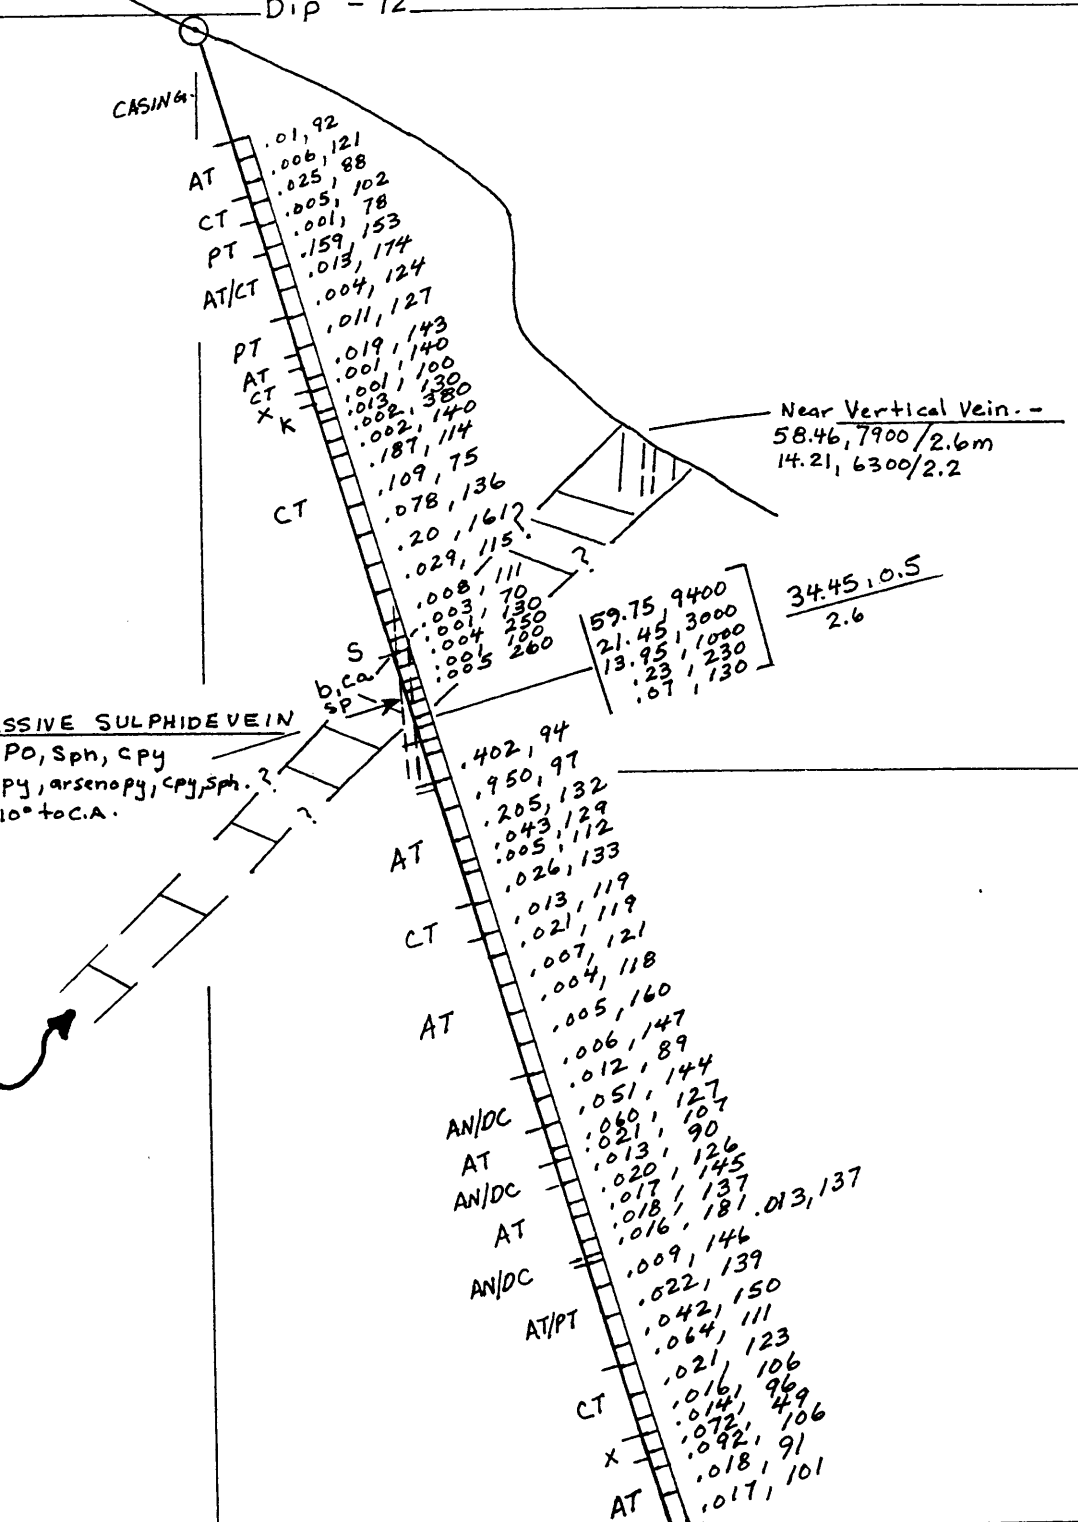 Dip - 72
CASING.
AT
CT
PT
AT/CT
PT
AT
CT
X
K
CT
S
b, ca
sp
.01, 92
.006, 121
.025, 88
.005, 102
.001, 78
.159, 153
.013, 174
.004, 124
.011, 127
.019, 143
.001, 140
.001, 100
.013, 130
.002, 380
.002, 140
.187, 114
.109, 75
.078, 136
.20, 161
.029, 115
.008, 111
.003, 70
.001, 130
.004 250
.001 100
.005 260
?
?
Near Vertical Vein. -
58.46, 7900/2.6m
14.21, 6300/2.2
59.75, 9400
21.45, 3000
13.95, 1000
.23, 230
.07, 130
34.45, 0.5
2.6
SSIVE SULPHIDE VEIN
PO, Sph, Cpy
py, arsenopy, cpy, sph.
10° to C.A.
?
?
.402, 94
.950, 97
.205, 132
.043, 129
.005, 112
.026, 133
.013, 119
.021, 119
.007, 121
.004, 118
.005, 160
.006, 147
.012, 89
.051, 144
.060, 127
.021, 107
.013, 90
.020, 126
.017, 145
.018, 137
.016, 181
.013, 137
.009, 146
.022, 139
.042, 150
.064, 111
.021, 123
.016, 106
.014, 96
.072, 49
.092, 106
.018, 91
.017, 101
AT
CT
AT
AN/DC
AT
AN/DC
AT
AN/DC
AT/PT
CT
X
AT